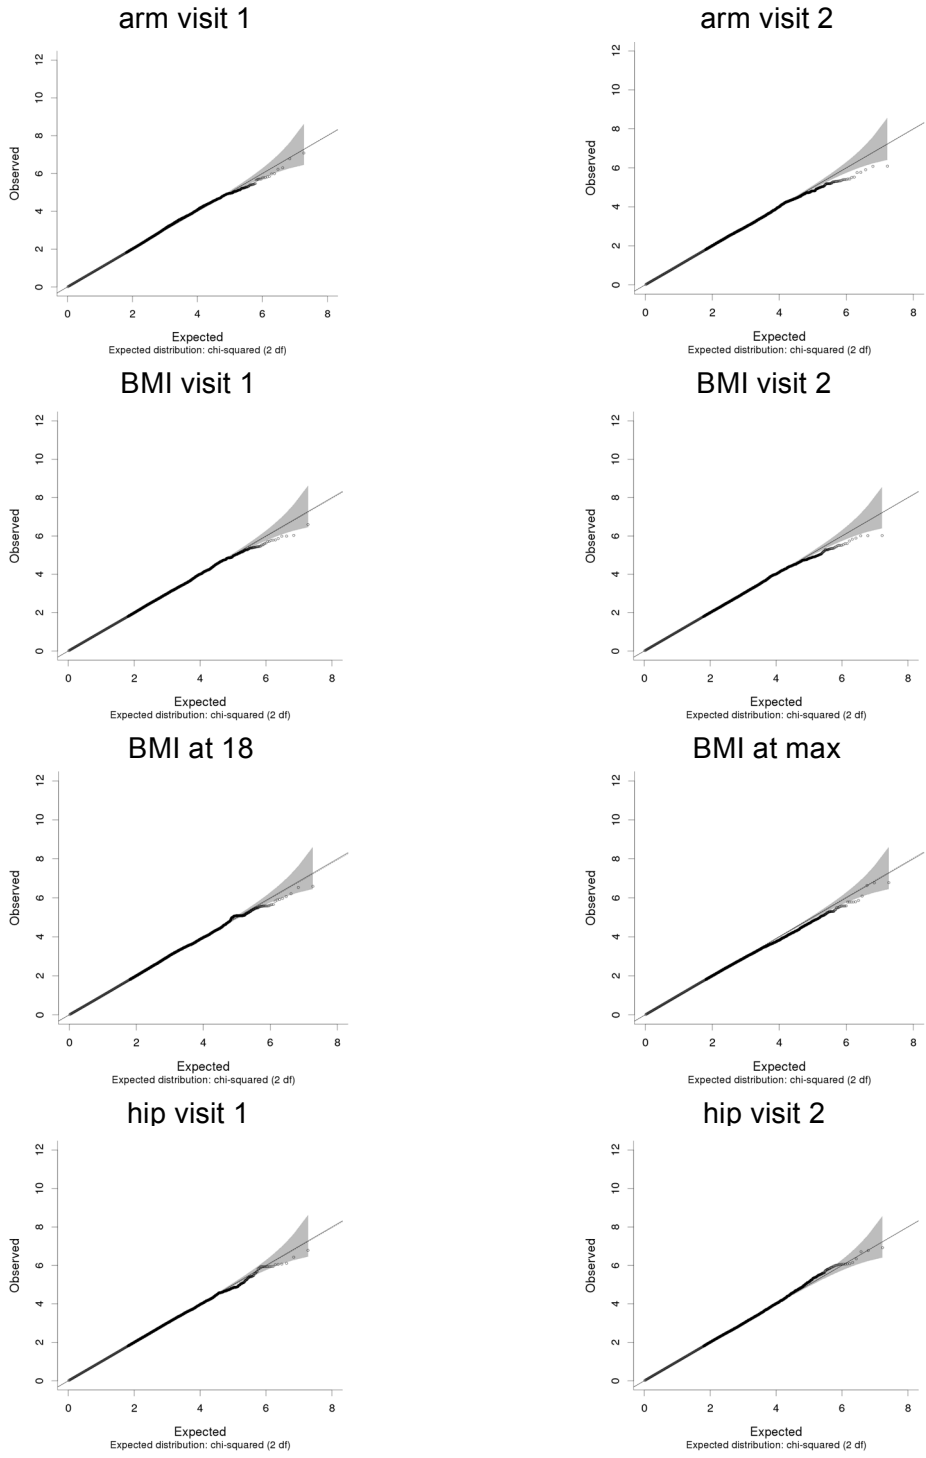 arm visit 1
arm visit 2
12
10
8
6
4
2
0
Observed
0 2 4 6 8
Expected
Expected distribution: chi-squared (2 df)
12
10
8
6
4
2
0
Observed
0 2 4 6 8
Expected
Expected distribution: chi-squared (2 df)
BMI visit 1
BMI visit 2
12
10
8
6
4
2
0
Observed
0 2 4 6 8
Expected
Expected distribution: chi-squared (2 df)
12
10
8
6
4
2
0
Observed
0 2 4 6 8
Expected
Expected distribution: chi-squared (2 df)
BMI at 18
BMI at max
12
10
8
6
4
2
0
Observed
0 2 4 6 8
Expected
Expected distribution: chi-squared (2 df)
12
10
8
6
4
2
0
Observed
0 2 4 6 8
Expected
Expected distribution: chi-squared (2 df)
hip visit 1
hip visit 2
12
10
8
6
4
2
0
Observed
0 2 4 6 8
Expected
Expected distribution: chi-squared (2 df)
12
10
8
6
4
2
0
Observed
0 2 4 6 8
Expected
Expected distribution: chi-squared (2 df)